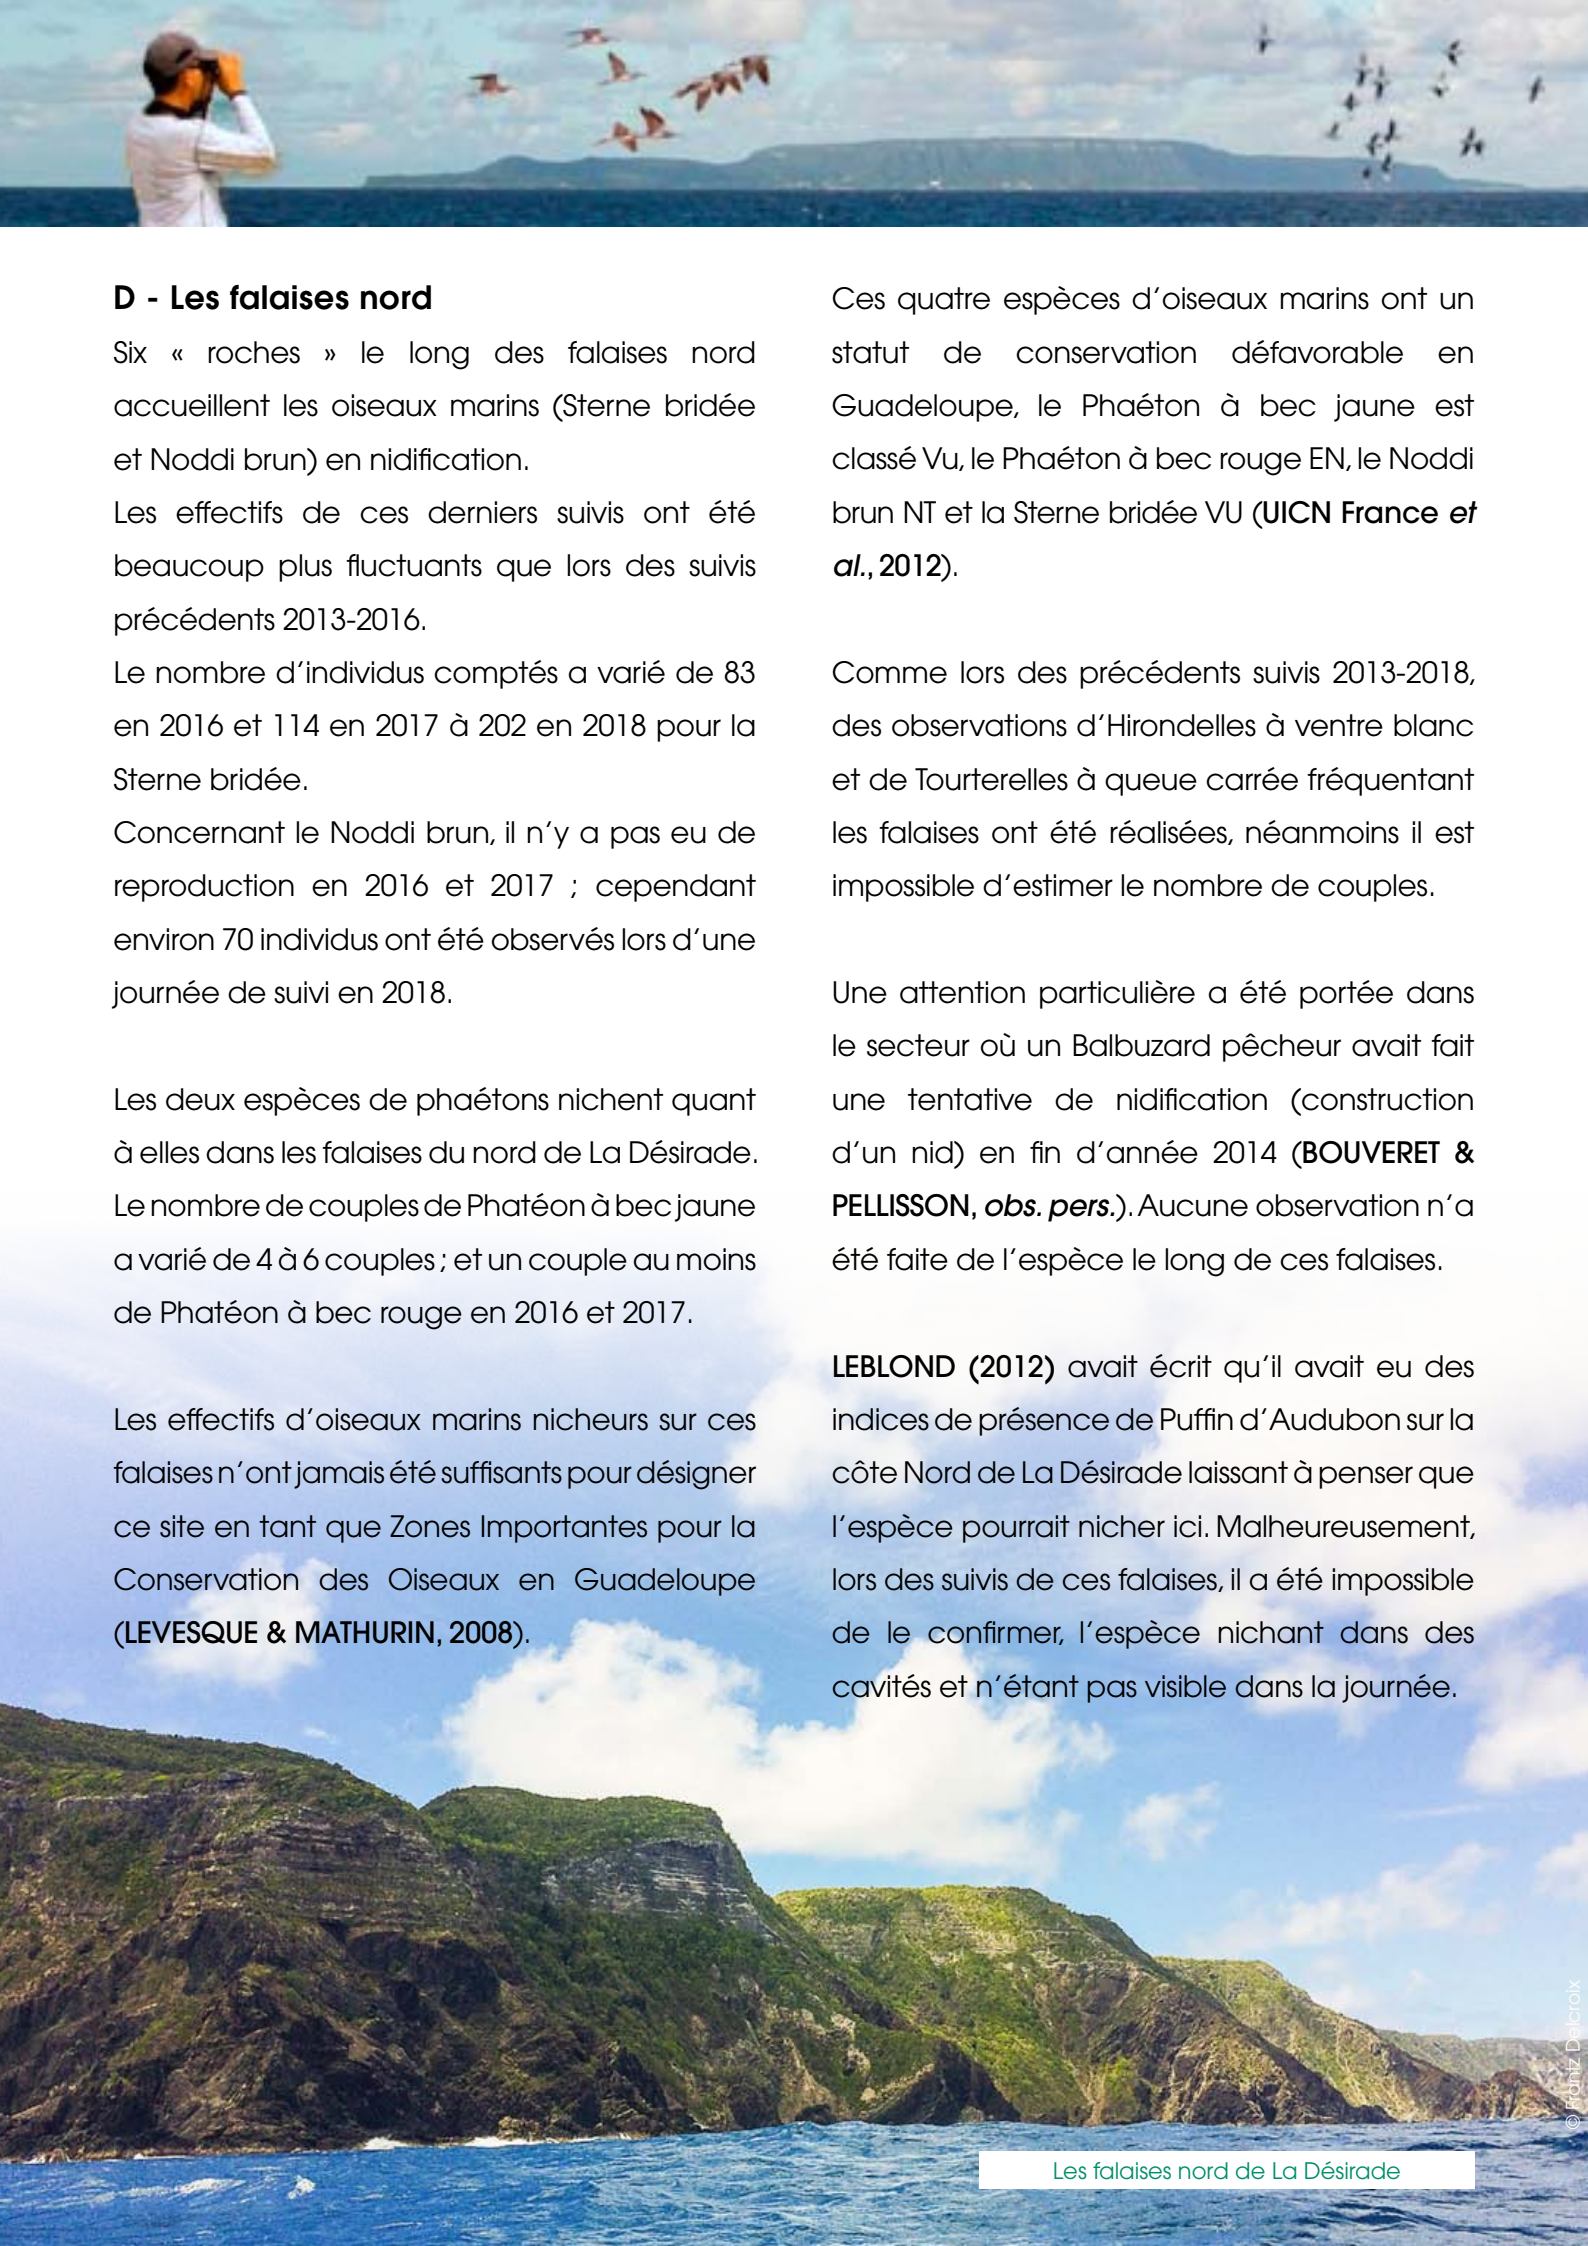 D - Les falaises nord
Six « roches » le long des falaises nord
accueillent les oiseaux marins (Sterne bridée
et Noddi brun) en nidification.
Les effectifs de ces derniers suivis ont été
beaucoup plus fluctuants que lors des suivis
précédents 2013-2016.
Le nombre d'individus comptés a varié de 83
en 2016 et 114 en 2017 à 202 en 2018 pour la
Sterne bridée.
Concernant le Noddi brun, il n'y a pas eu de
reproduction en 2016 et 2017 ; cependant
environ 70 individus ont été observés lors d'une
journée de suivi en 2018.
Les deux espèces de phaétons nichent quant
à elles dans les falaises du nord de La Désirade.
Le nombre de couples de Phatéon à bec jaune
a varié de 4 à 6 couples ; et un couple au moins
de Phatéon à bec rouge en 2016 et 2017.
Les effectifs d'oiseaux marins nicheurs sur ces
falaises n'ont jamais été suffisants pour désigner
ce site en tant que Zones Importantes pour la
Conservation des Oiseaux en Guadeloupe
(LEVESQUE & MATHURIN, 2008).
Ces quatre espèces d'oiseaux marins ont un
statut de conservation défavorable en
Guadeloupe, le Phaéton à bec jaune est
classé Vu, le Phaéton à bec rouge EN, le Noddi
brun NT et la Sterne bridée VU (UICN France et
al., 2012).
Comme lors des précédents suivis 2013-2018,
des observations d'Hirondelles à ventre blanc
et de Tourterelles à queue carrée fréquentant
les falaises ont été réalisées, néanmoins il est
impossible d'estimer le nombre de couples.
Une attention particulière a été portée dans
le secteur où un Balbuzard pêcheur avait fait
une tentative de nidification (construction
d'un nid) en fin d'année 2014 (BOUVERET &
PELLISSON, obs. pers.). Aucune observation n'a
été faite de l'espèce le long de ces falaises.
LEBLOND (2012) avait écrit qu'il avait eu des
indices de présence de Puffin d'Audubon sur la
côte Nord de La Désirade laissant à penser que
l'espèce pourrait nicher ici. Malheureusement,
lors des suivis de ces falaises, il a été impossible
de le confirmer, l'espèce nichant dans des
cavités et n'étant pas visible dans la journée.
© Frantz Delcroix
Les falaises nord de La Désirade